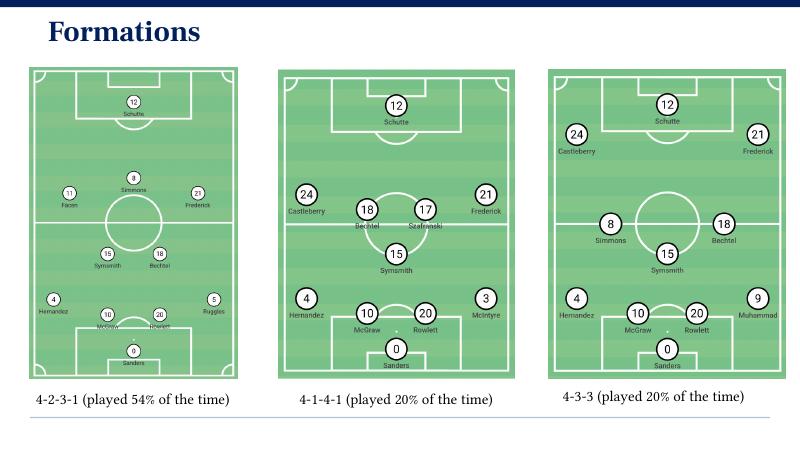 Formations
12
Schutte
8
Simmons
11
Facen
21
Frederick
15
Symsmith
18
Bechtel
4
Hernandez
5
Ruggles
10
McGraw
20
Rowlett
0
Sanders
4-2-3-1 (played 54% of the time)
12
Schutte
24
Castleberry
21
Frederick
18
Bechtel
17
Szafranski
15
Symsmith
4
Hernandez
3
McIntyre
10
McGraw
20
Rowlett
0
Sanders
4-1-4-1 (played 20% of the time)
12
Schutte
24
Castleberry
21
Frederick
8
Simmons
18
Bechtel
15
Symsmith
4
Hernandez
9
Muhammad
10
McGraw
20
Rowlett
0
Sanders
4-3-3 (played 20% of the time)